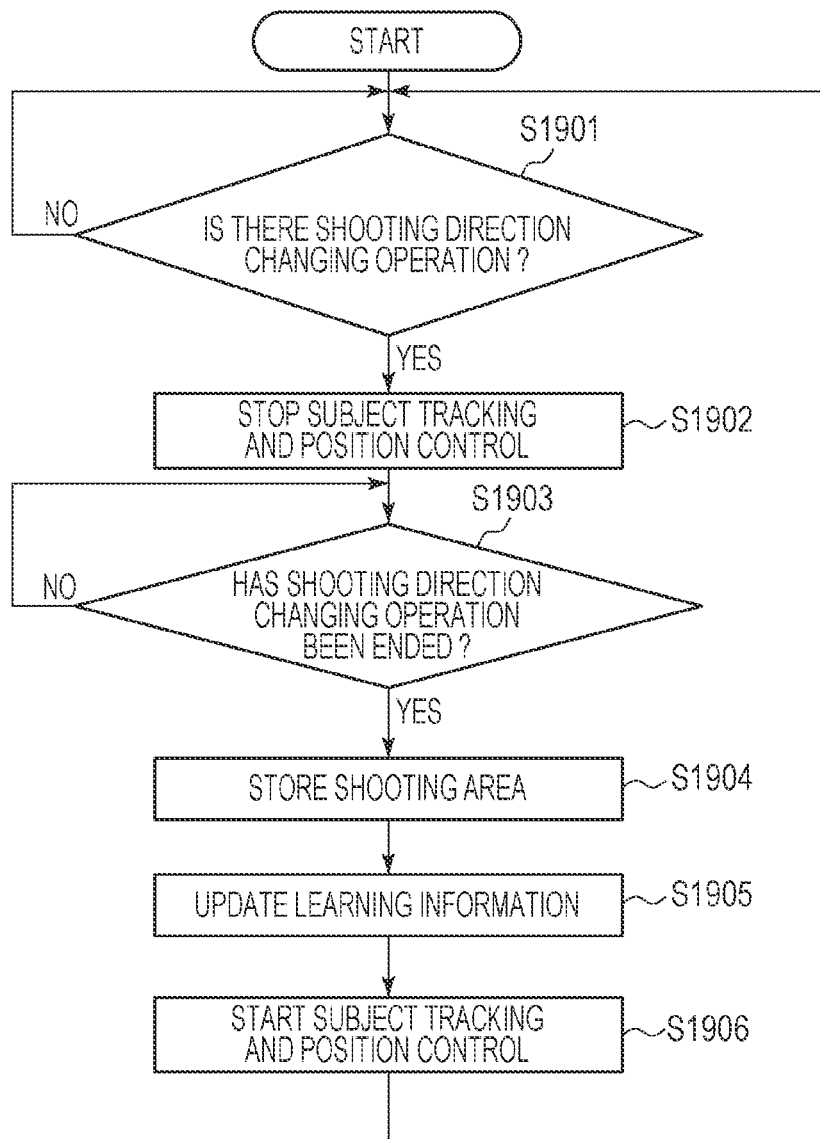 START
S1901
NO
IS THERE SHOOTING DIRECTION
CHANGING OPERATION ?
YES
STOP SUBJECT TRACKING
AND POSITION CONTROL
S1902
S1903
NO
HAS SHOOTING DIRECTION
CHANGING OPERATION
BEEN ENDED ?
YES
STORE SHOOTING AREA
S1904
UPDATE LEARNING INFORMATION
S1905
START SUBJECT TRACKING
AND POSITION CONTROL
S1906